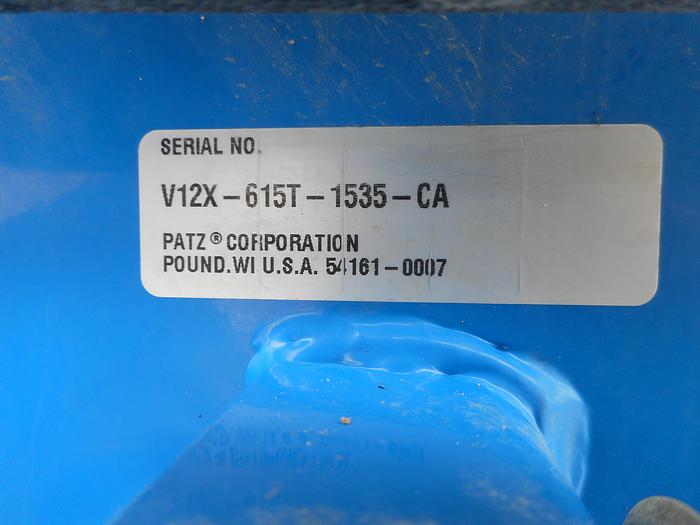 SERIAL NO.
V12X-615T-1535-CA
PATZ® CORPORATION
POUND.WI U.S.A. 54161-0007